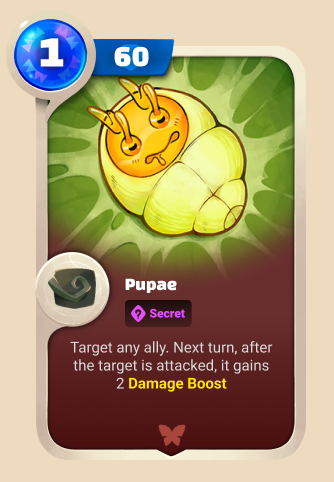 1
60
Pupae
Secret
Target any ally. Next turn, after
the target is attacked, it gains
2 Damage Boost